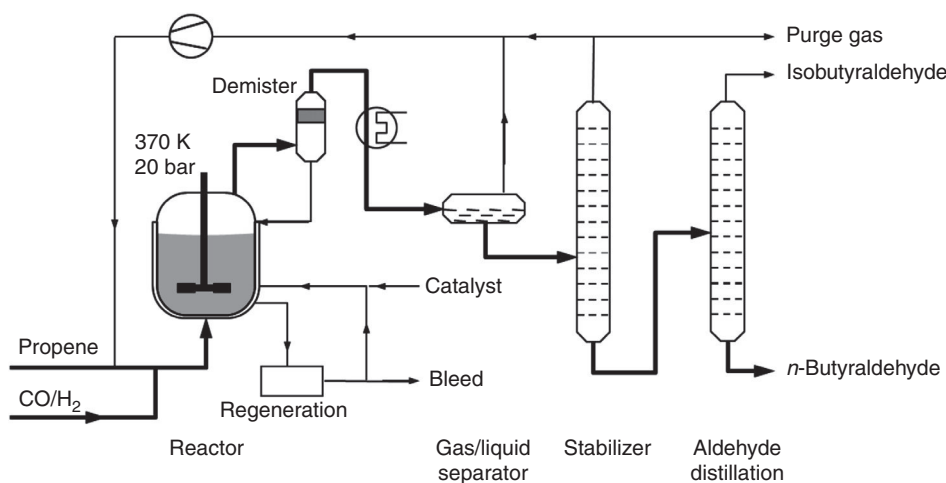 Purge gas
Isobutyraldehyde
Demister
370 K
20 bar
Catalyst
Propene
Bleed
n-Butyraldehyde
CO/H₂
Regeneration
Reactor
Gas/liquid
separator
Stabilizer
Aldehyde
distillation